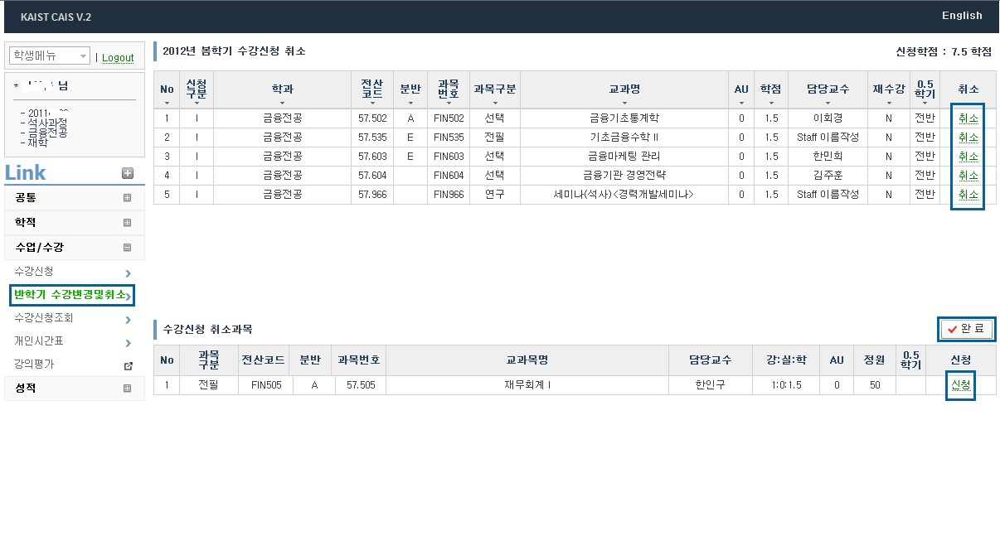 KAIST CAIS V.2
English
학생메뉴
| Logout
* 님
- 2011
- 석사과정
- 금융전공
- 재학
Link
공통
학적
수업/수강
수강신청
반학기 수강변경및취소
수강신청조회
개인시간표
강의평가
성적
2012년 봄학기 수강신청 취소
신청학점 : 7.5 학점
No 신청구분 학과 전산코드 분반 과목번호 과목구분 교과명 AU 학점 담당교수 재수강 0.5학기 취소
1 I 금융전공 57.502 A FIN502 선택 금융기초통계학 0 1.5 이회경 N 전반 취소
2 I 금융전공 57.535 E FIN535 전필 기초금융수학 II 0 1.5 Staff 이름작성 N 전반 취소
3 I 금융전공 57.603 E FIN603 선택 금융마케팅 관리 0 1.5 한민희 N 전반 취소
4 I 금융전공 57.604 FIN604 선택 금융기관 경영전략 0 1.5 김주훈 N 전반 취소
5 I 금융전공 57.966 FIN966 연구 세미나(석사)<경력개발세미나> 0 1.5 Staff 이름작성 N 전반 취소
수강신청 취소과목
완 료
No 과목구분 전산코드 분반 과목번호 교과목명 담당교수 강:실:학 AU 정원 0.5학기 신청
1 전필 FIN505 A 57.505 재무회계 I 한인구 1:0:1.5 0 50 신청